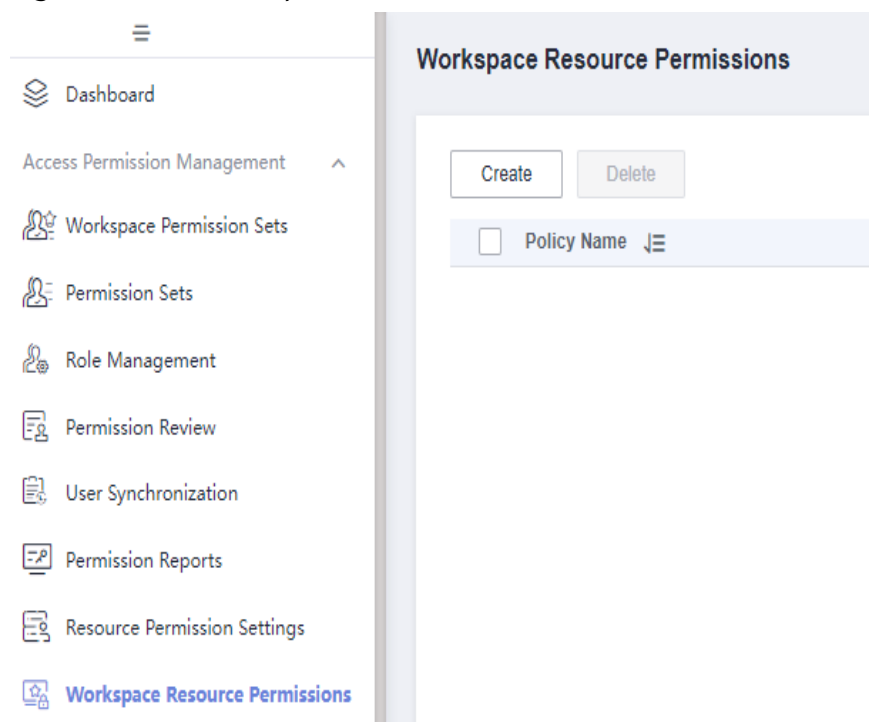 Dashboard
Access Permission Management
Workspace Permission Sets
Permission Sets
Role Management
Permission Review
User Synchronization
Permission Reports
Resource Permission Settings
Workspace Resource Permissions
Workspace Resource Permissions
Create Delete
Policy Name